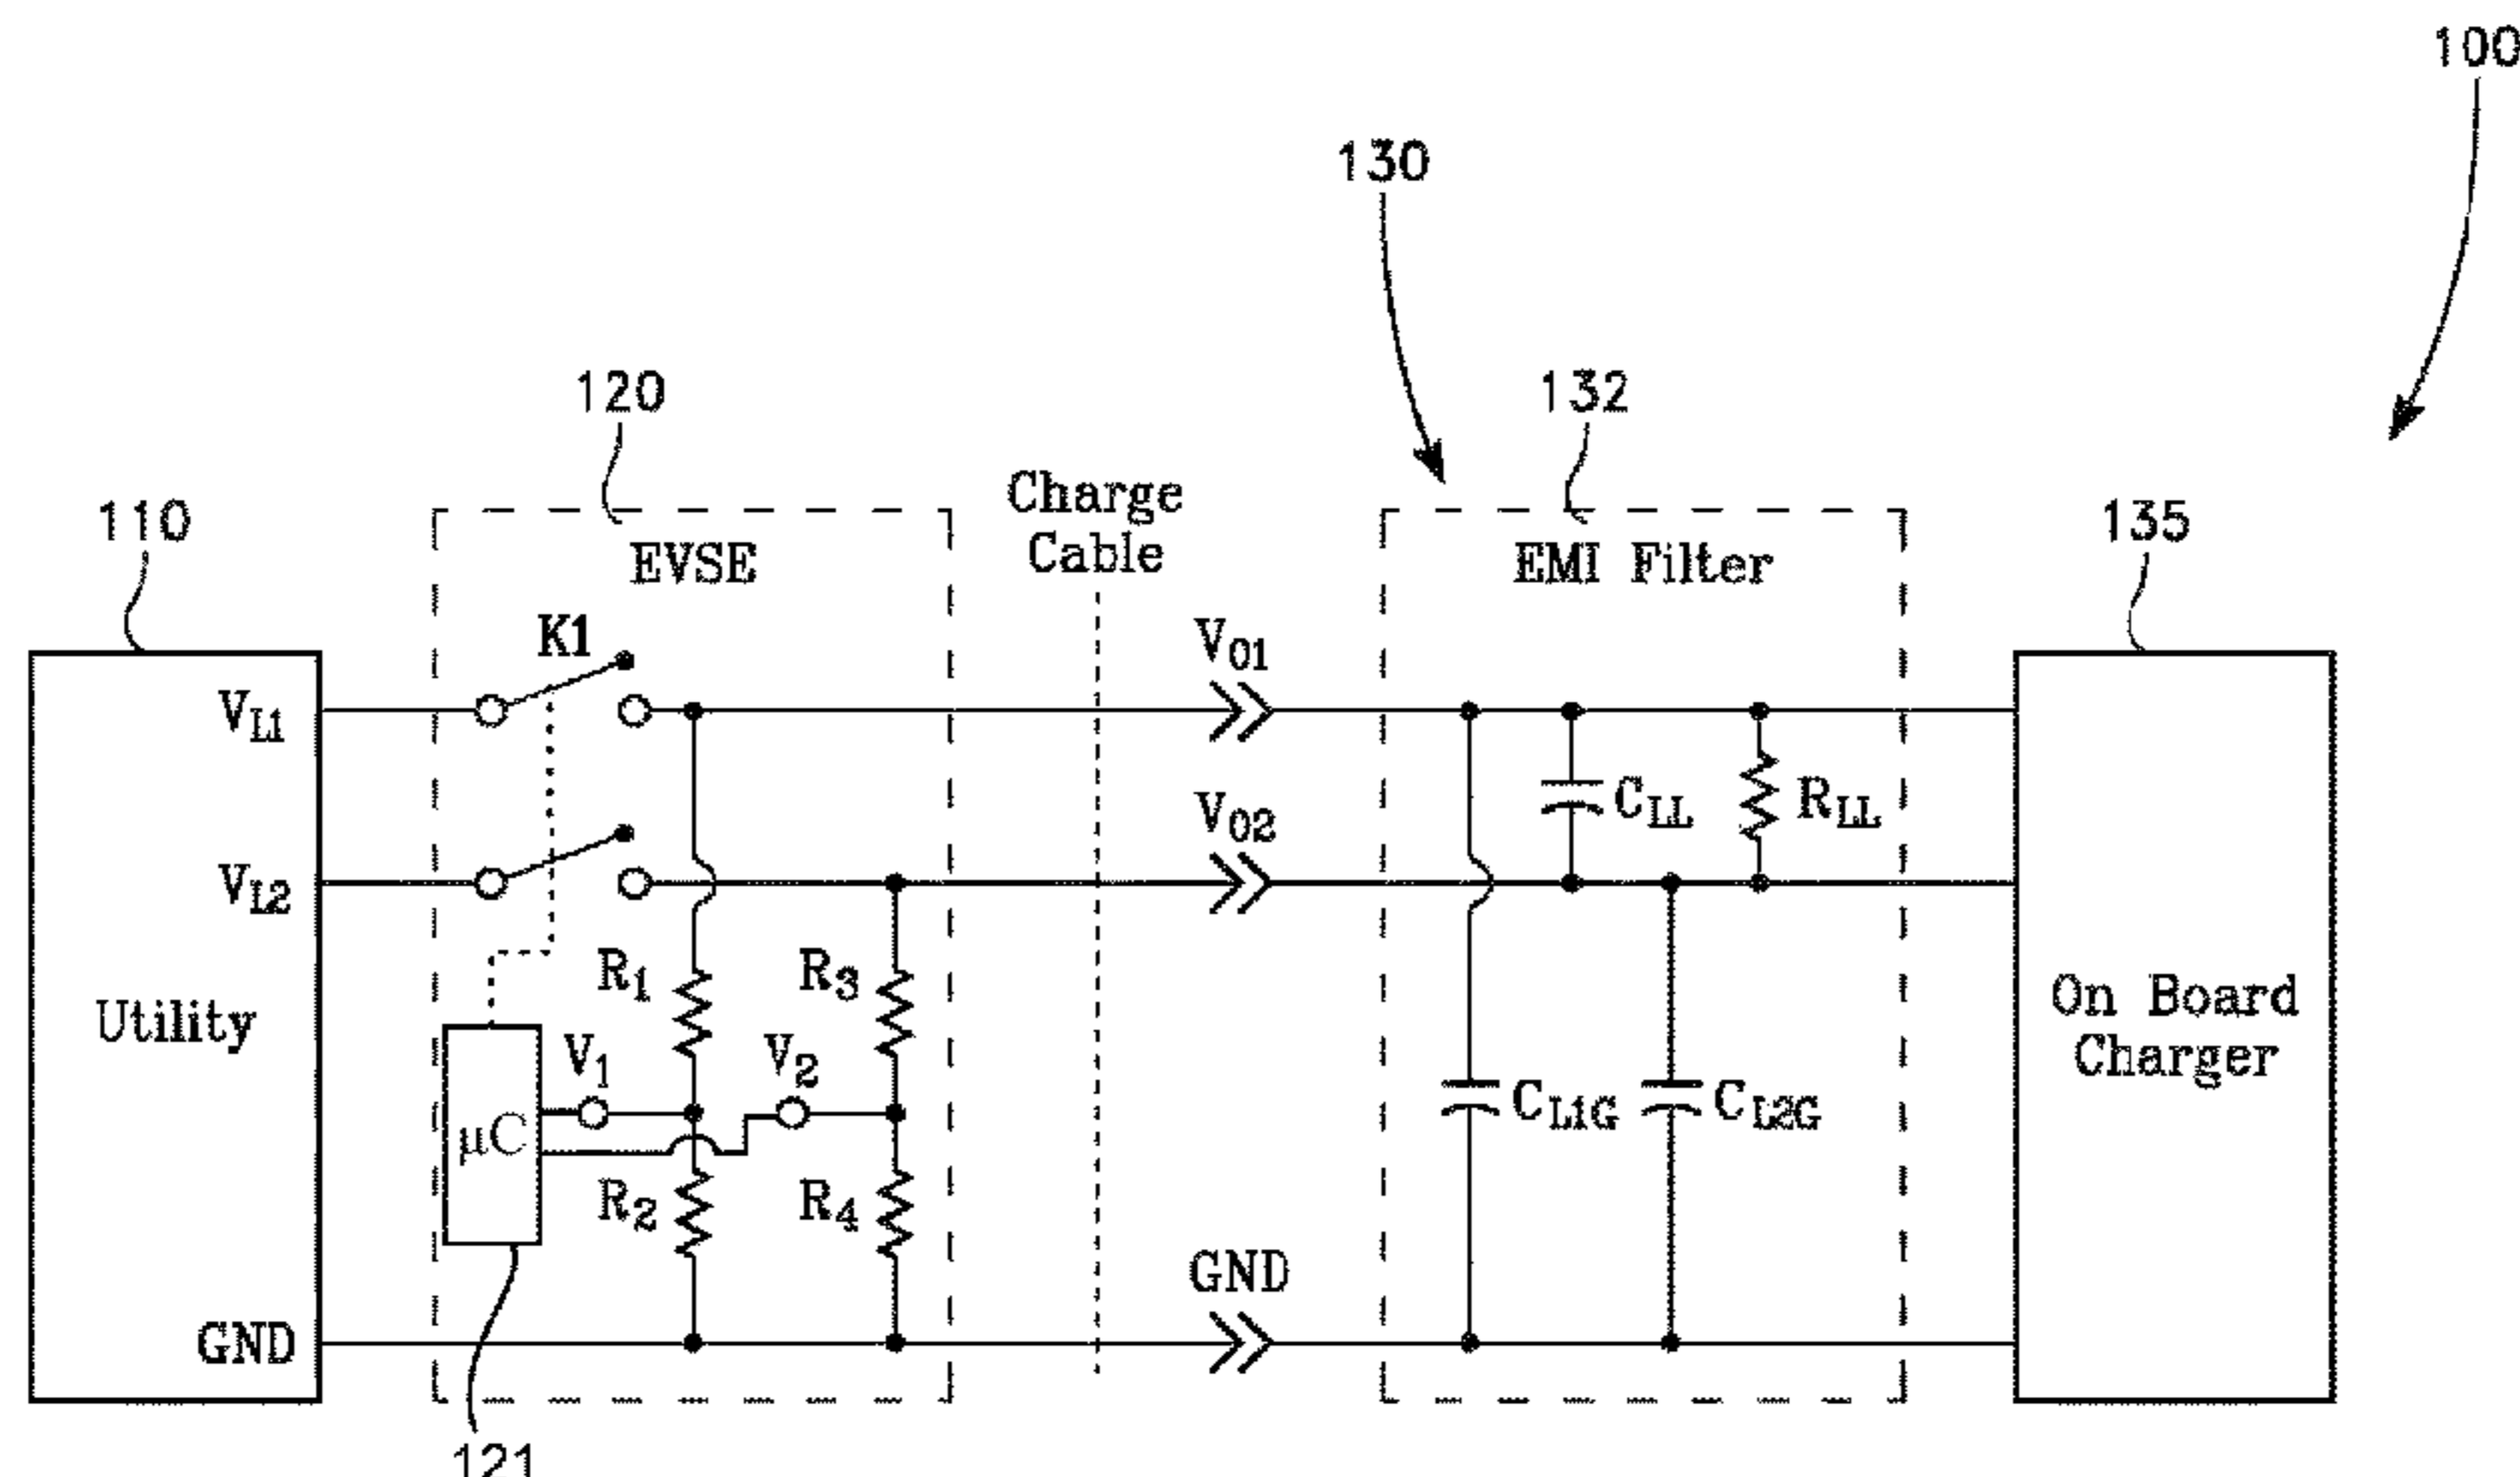 100
130
120
132
110
Charge
Cable
135
EVSE
EMI Filter
K1
V01
VL1
CLL
RLL
V02
VL2
R1
R3
Utility
On Board
Charger
V1
V2
CL1G
CL2G
µC
R2
R4
GND
GND
121